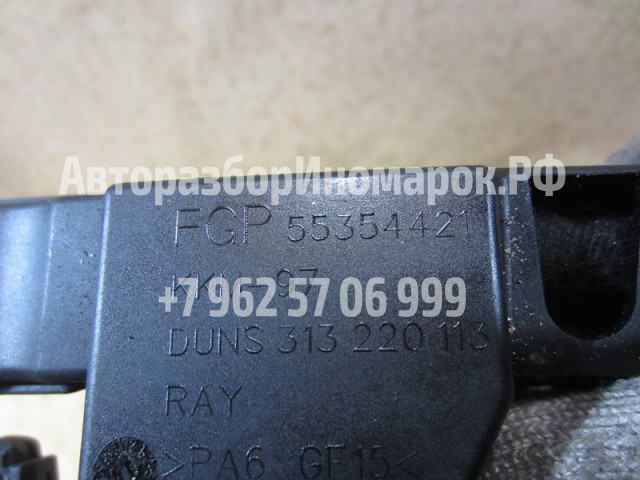 АвторазборИномарок.РФ
FGP 55354421
+7 962 57 06 999
DUNS 313 220 113
RAY
>PA6 GF15<